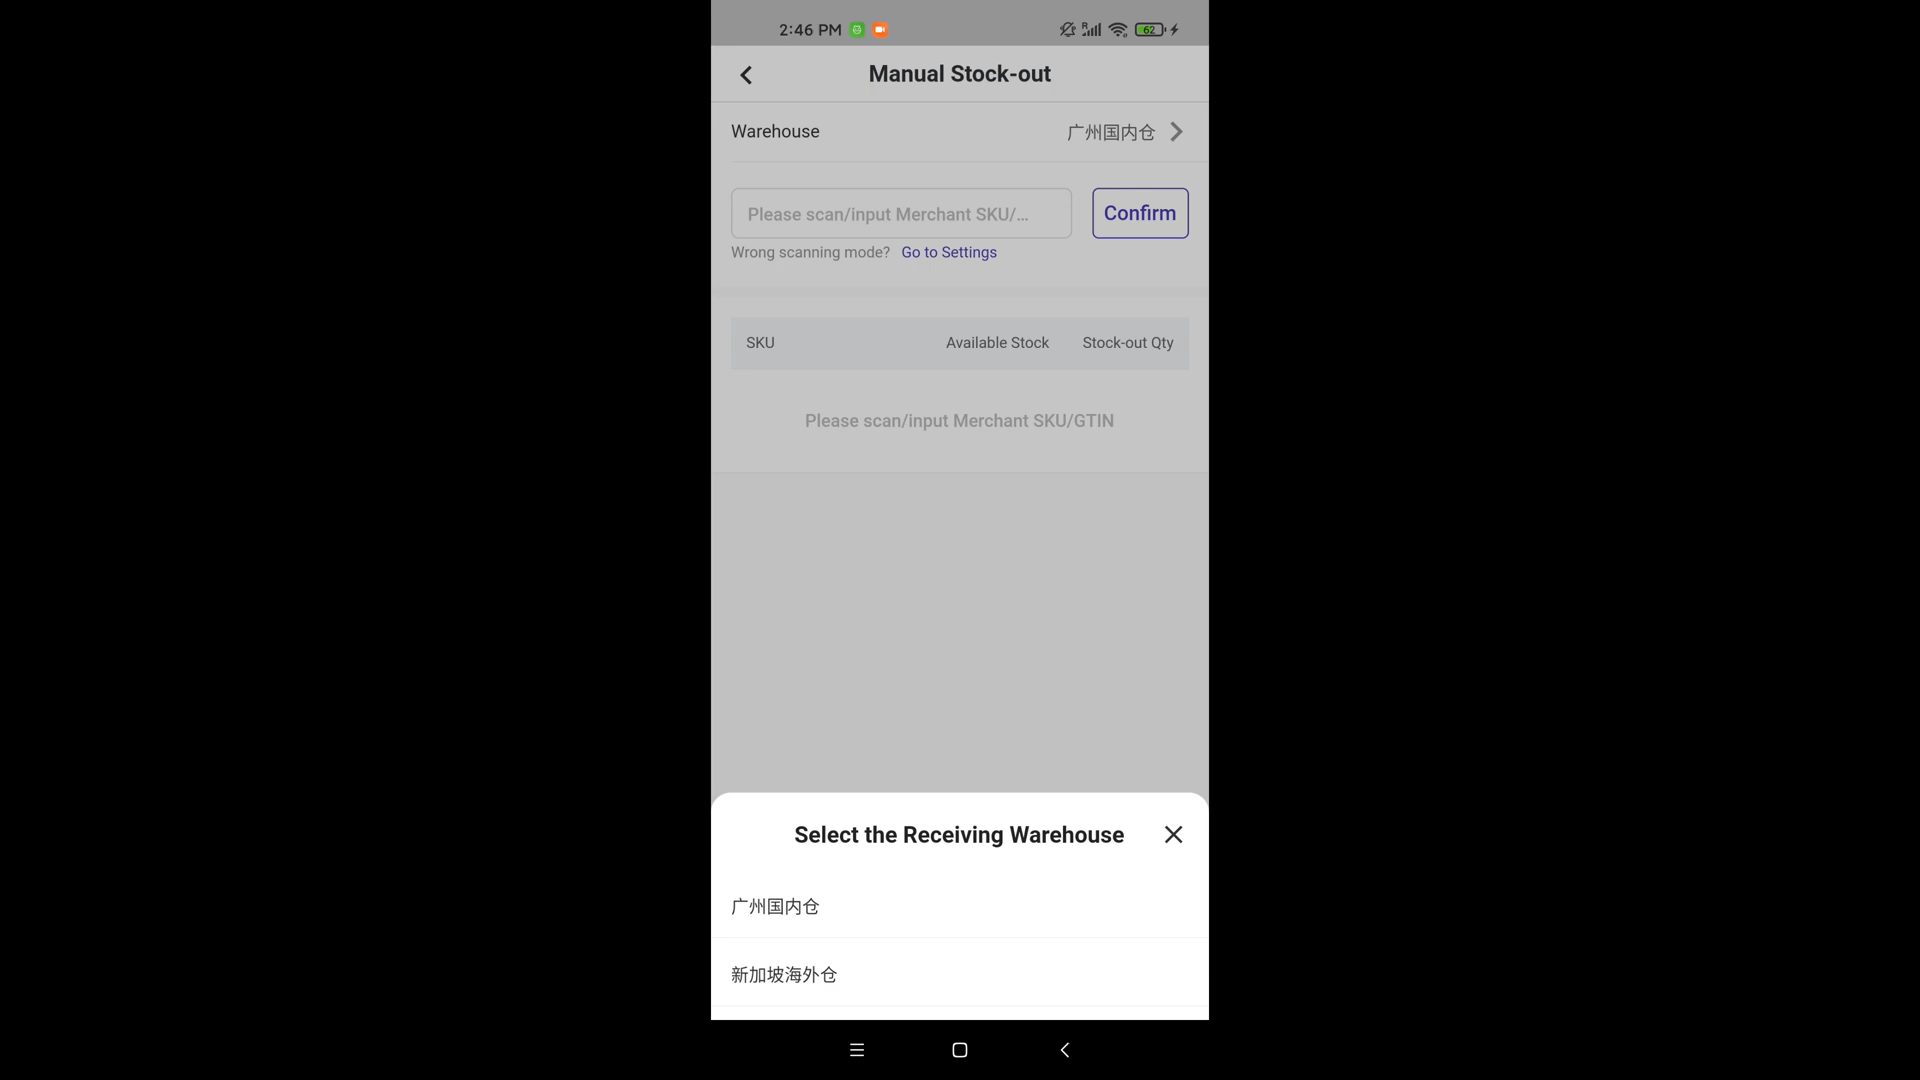 2:46 PM
62
Manual Stock-out
Warehouse
广州国内仓
Please scan/input Merchant SKU/...
Confirm
Wrong scanning mode? Go to Settings
SKU Available Stock Stock-out Qty
Please scan/input Merchant SKU/GTIN
Select the Receiving Warehouse
广州国内仓
新加坡海外仓